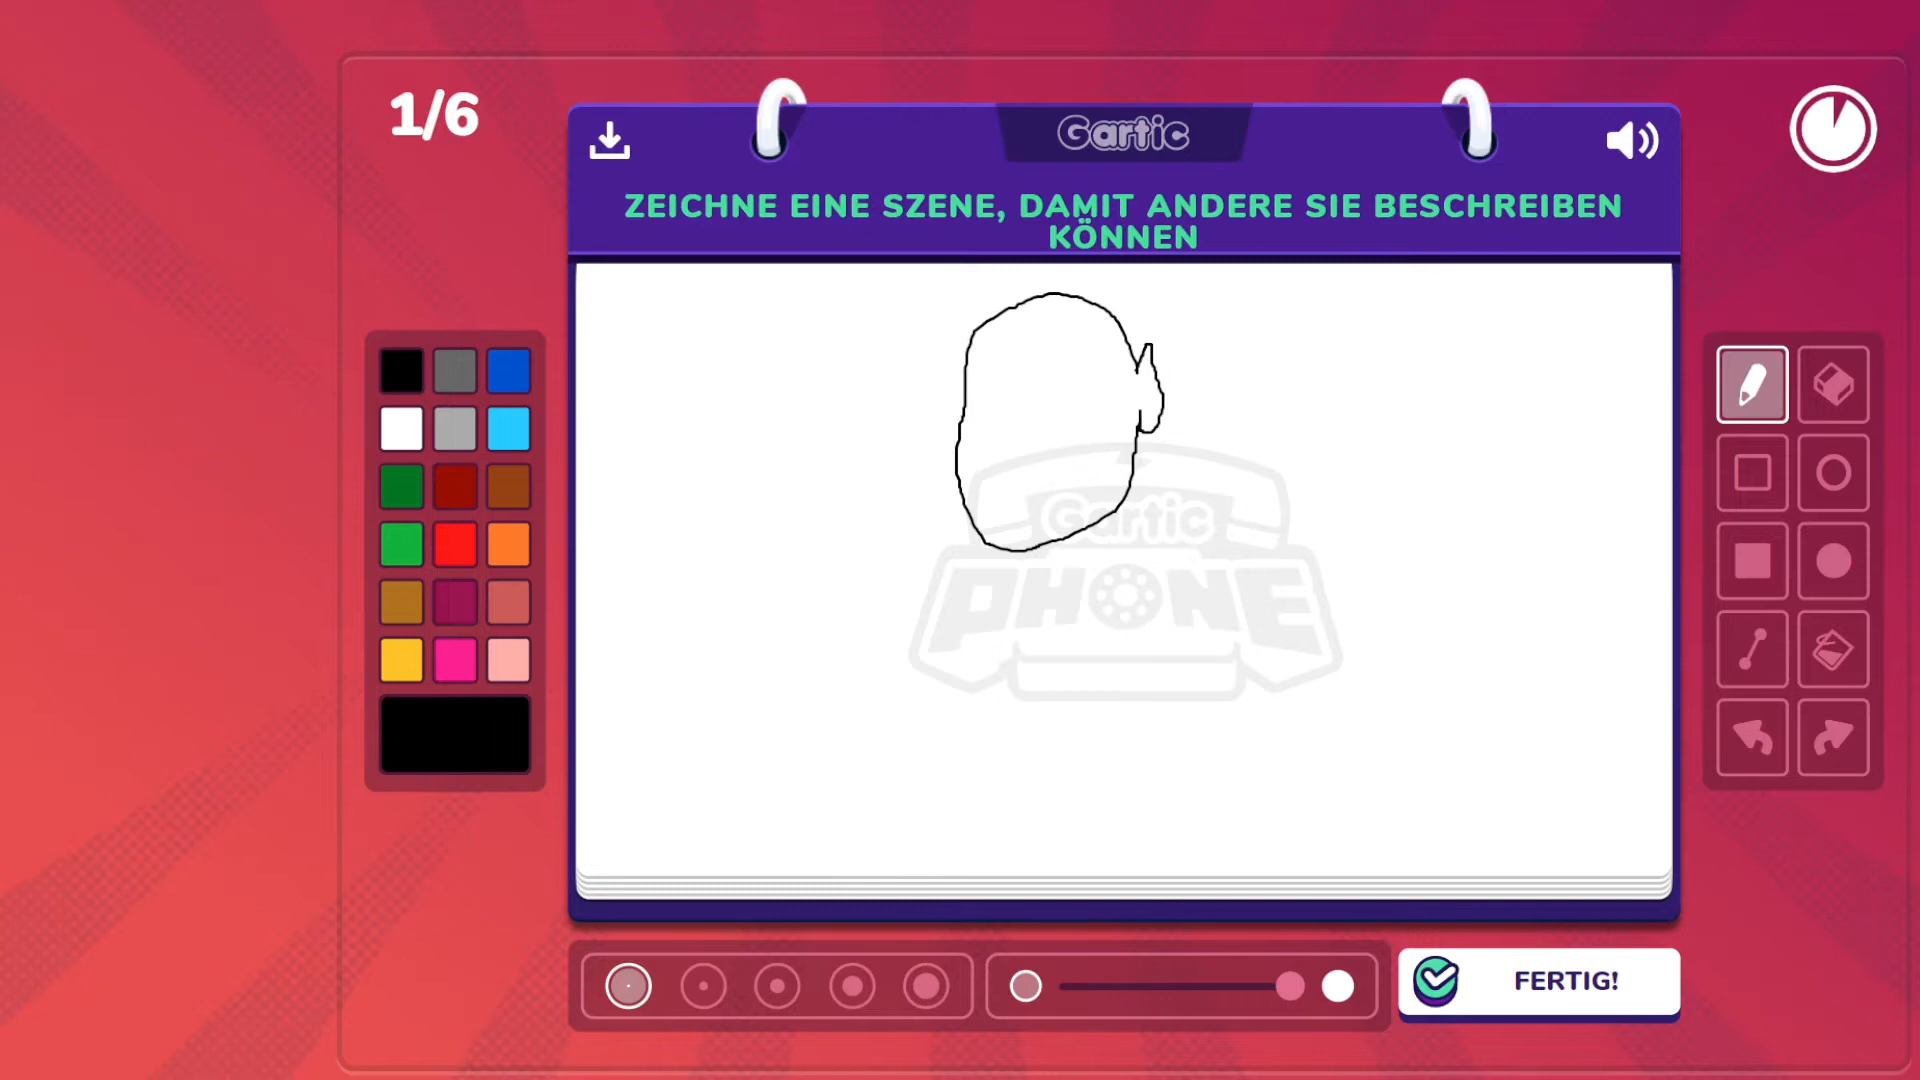 1/6
Gartic
ZEICHNE EINE SZENE, DAMIT ANDERE SIE BESCHREIBEN
KÖNNEN
Gartic
PHONE
FERTIG!